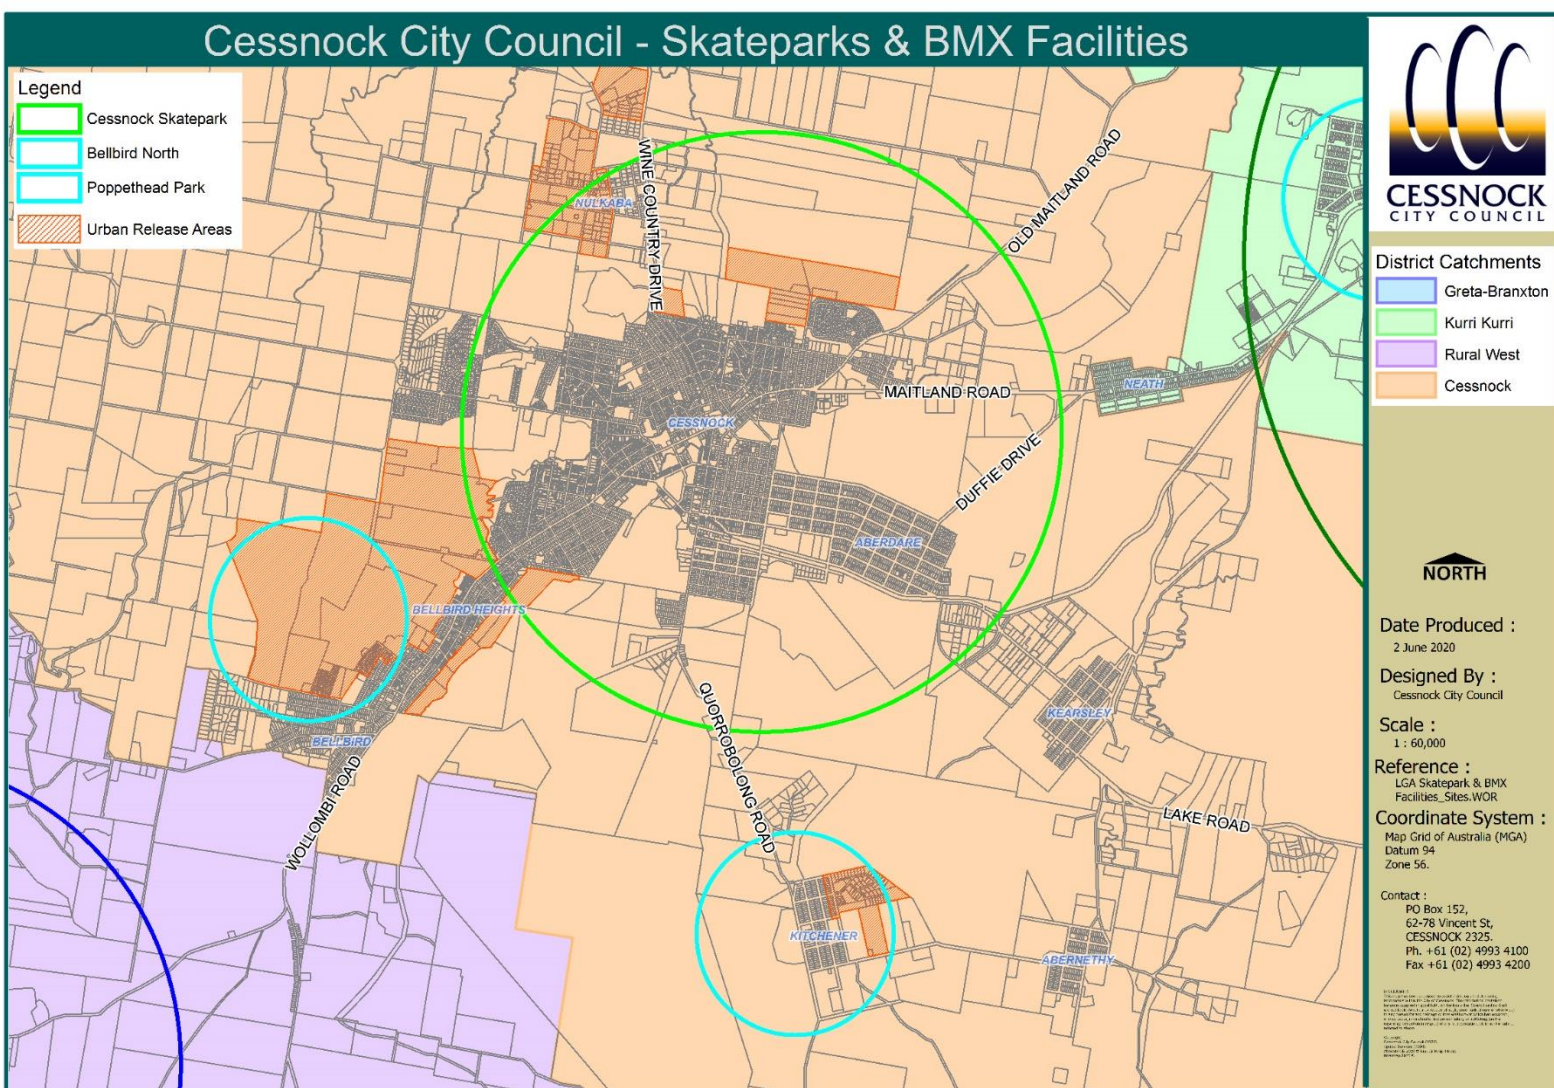 Cessnock City Council - Skateparks & BMX Facilities
Legend
Cessnock Skatepark
Bellbird North
Poppethead Park
Urban Release Areas
WINE COUNTRY DRIVE
NULKABA
OLD MAITLAND ROAD
MAITLAND ROAD
NEATH
CESSNOCK
DUFFIE DRIVE
ABERDARE
BELLBIRD HEIGHTS
BELLBIRD
WOLLOMBI ROAD
QUORROBOLONG ROAD
KEARSLEY
LAKE ROAD
KITCHENER
ABERNETHY
CESSNOCK
CITY COUNCIL
District Catchments
Greta-Branxton
Kurri Kurri
Rural West
Cessnock
NORTH
Date Produced :
2 June 2020
Designed By :
Cessnock City Council
Scale :
1 : 60,000
Reference :
LGA Skatepark & BMX
Facilities_Sites.WOR
Coordinate System :
Map Grid of Australia (MGA)
Datum 94
Zone 56.
Contact :
PO Box 152,
62-78 Vincent St,
CESSNOCK 2325.
Ph. +61 (02) 4993 4100
Fax +61 (02) 4993 4200